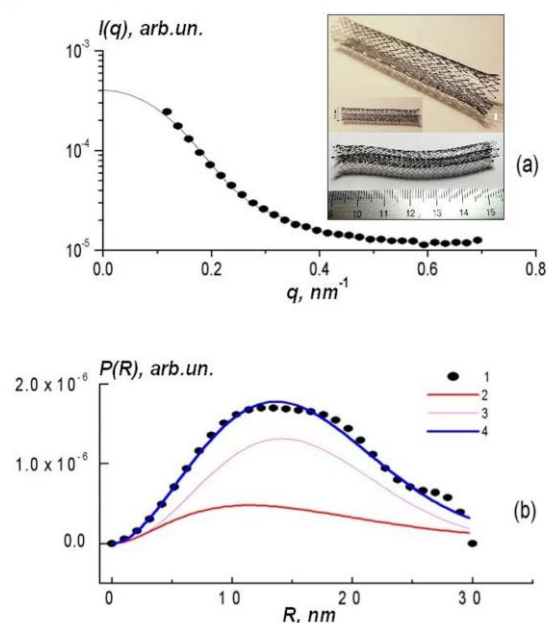 I(q), arb.un.
10⁻³
10⁻⁴
10⁻⁵
0.0 0.2 0.4 0.6 0.8
q, nm⁻¹
(a)
10 11 12 13 14 15
P(R), arb.un.
2.0 x 10⁻⁶
1.0 x 10⁻⁶
0.0
0 10 20 30
R, nm
1
2
3
4
(b)